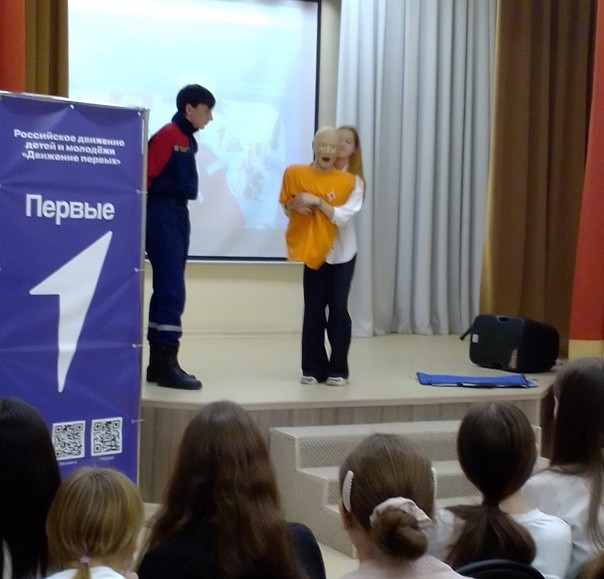 Российское движение
детей и молодёжи
«Движение первых»
Первые